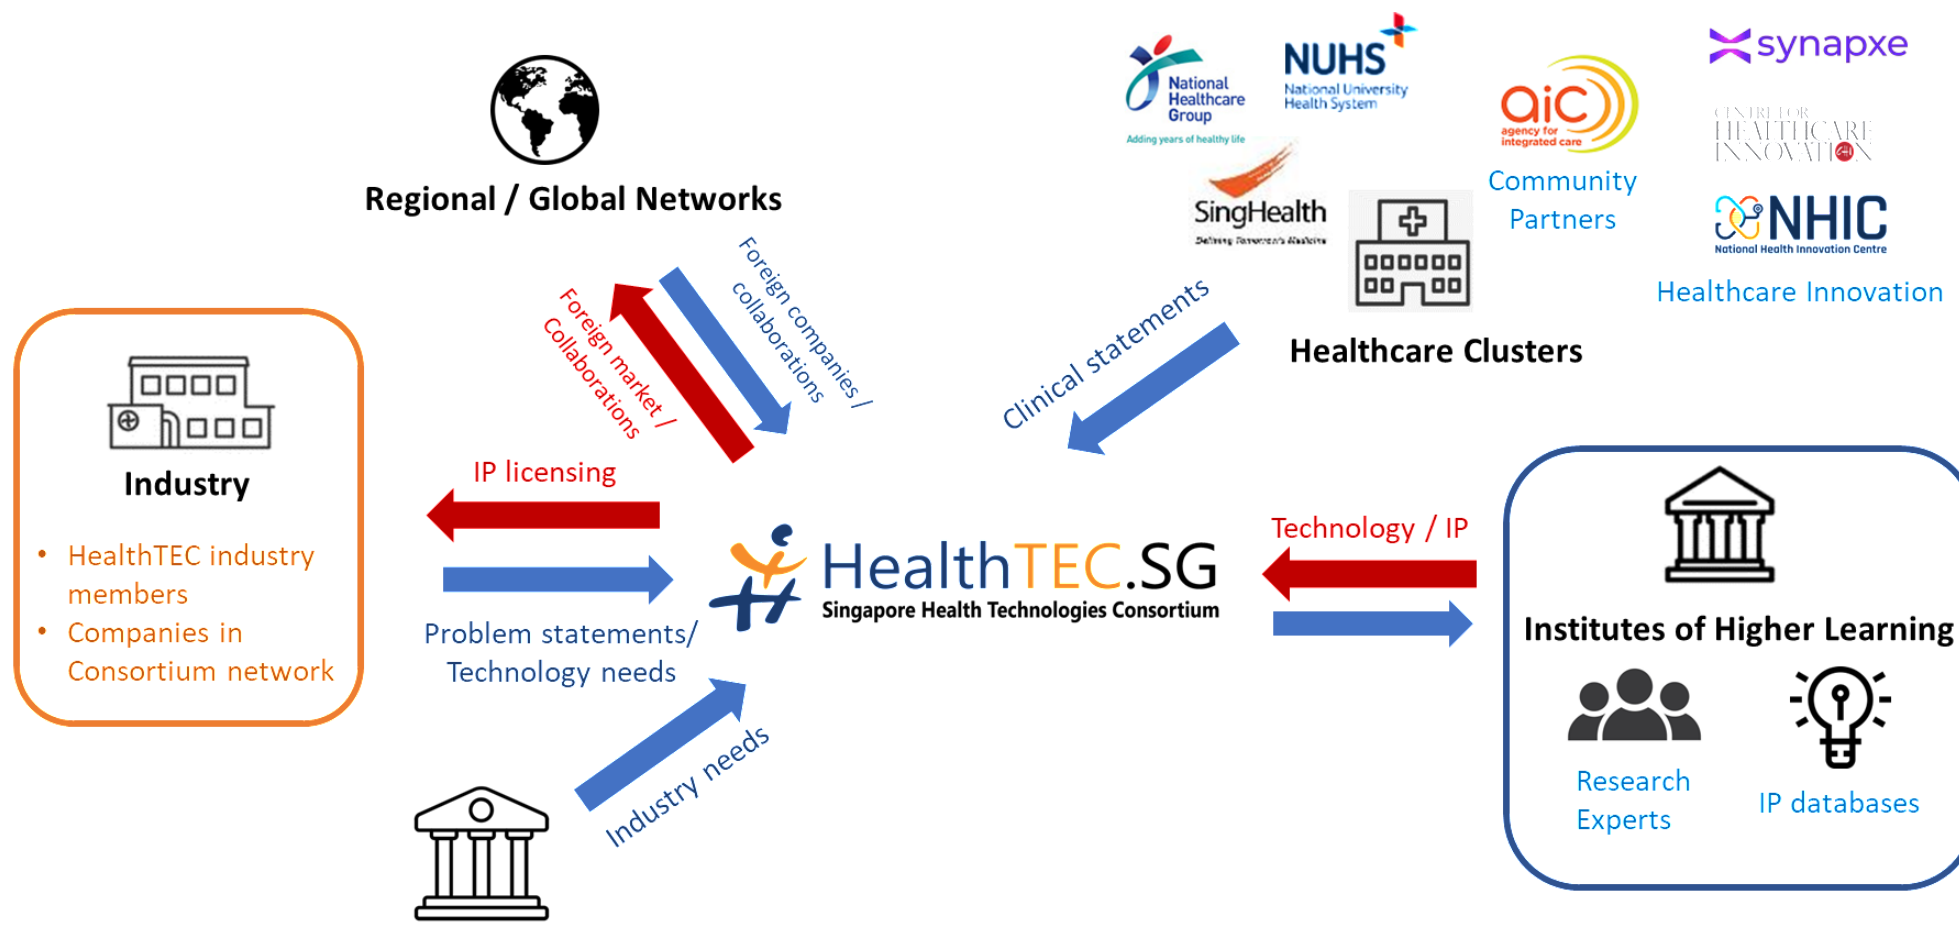 Regional / Global Networks
National
Healthcare
Group
Adding years of healthy life
NUHS
National University
Health System
SingHealth
Defining Tomorrow's Medicine
aic
agency for
integrated care
Community
Partners
synapxe
CENTRE FOR
HEALTHCARE
INNOVATION
CHI
NHIC
National Health Innovation Centre
Healthcare Innovation
Healthcare Clusters
Foreign companies /
collaborations
Foreign market /
Collaborations
Clinical statements
Industry
• HealthTEC industry
members
• Companies in
Consortium network
IP licensing
Problem statements/
Technology needs
Industry needs
HealthTEC.SG
Singapore Health Technologies Consortium
Technology / IP
Institutes of Higher Learning
Research
Experts
IP databases